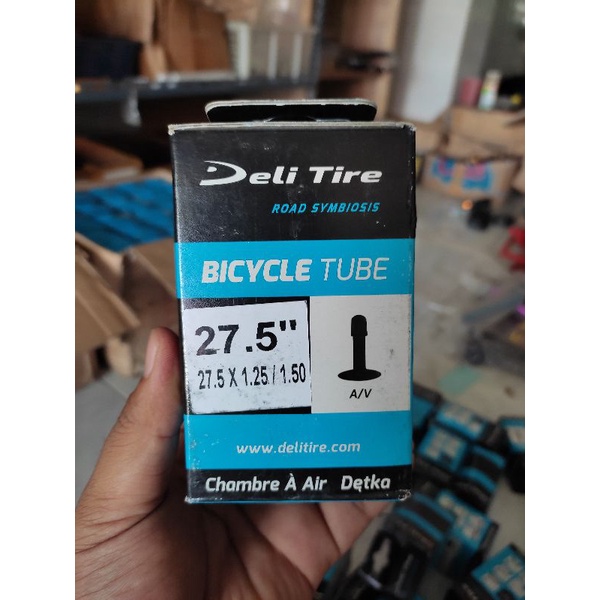 Deli Tire
ROAD SYMBIOSIS
BICYCLE TUBE
27.5"
27.5 X 1.25 / 1.50
A/V
www.delitire.com
Chambre À Air Dętka